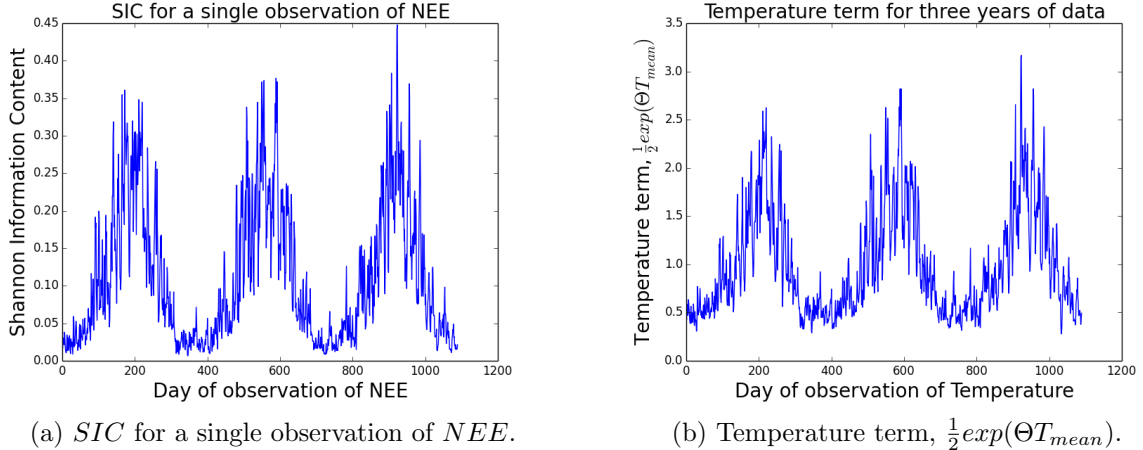 SIC for a single observation of NEE
Shannon Information Content
0.45
0.40
0.35
0.30
0.25
0.20
0.15
0.10
0.05
0.00
0 200 400 600 800 1000 1200
Day of observation of NEE
(a) SIC for a single observation of NEE.
Temperature term for three years of data
Temperature term, ½exp(ΘT_mean)
3.5
3.0
2.5
2.0
1.5
1.0
0.5
0.0
0 200 400 600 800 1000 1200
Day of observation of Temperature
(b) Temperature term, ½exp(ΘT_mean).